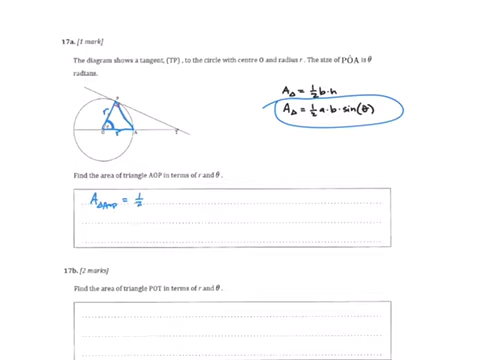 17a. [1 mark]
The diagram shows a tangent, (TP), to the circle with centre O and radius r. The size of PÔA is θ
radians.
A△ = ½ b·h
A△ = ½ a·b·sin(θ)
P
r
O
r
A
T
Find the area of triangle AOP in terms of r and θ.
A△AOP = ½
17b. [2 marks]
Find the area of triangle POT in terms of r and θ.